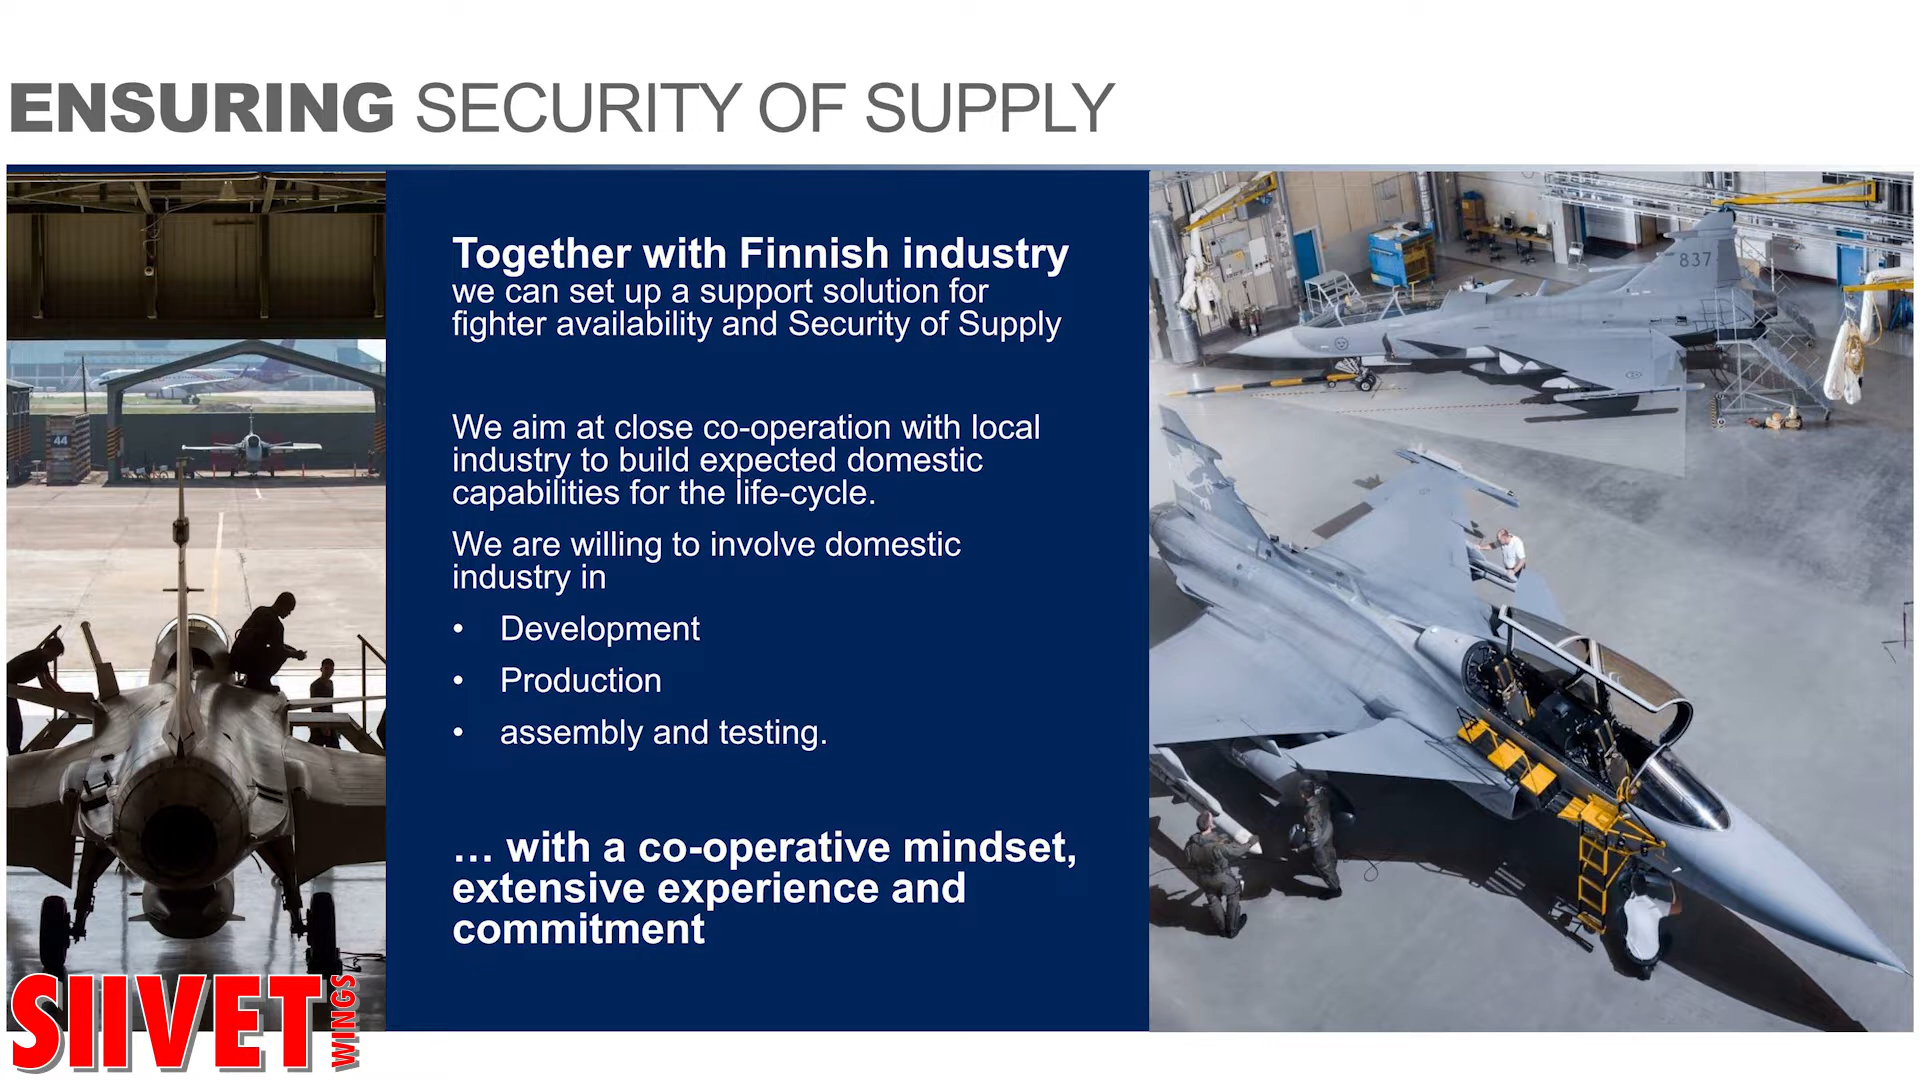 ENSURING SECURITY OF SUPPLY
Together with Finnish industry
we can set up a support solution for
fighter availability and Security of Supply
We aim at close co-operation with local
industry to build expected domestic
capabilities for the life-cycle.
We are willing to involve domestic
industry in
• Development
• Production
• assembly and testing.
… with a co-operative mindset,
extensive experience and
commitment
44
837
SIIVET
WINGS